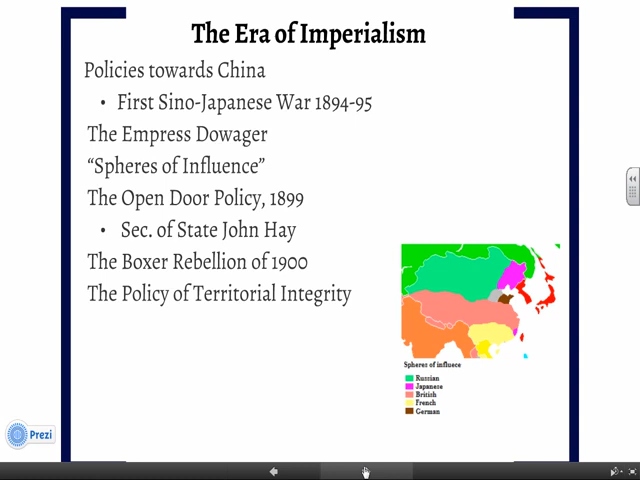 The Era of Imperialism
Policies towards China
• First Sino-Japanese War 1894-95
The Empress Dowager
“Spheres of Influence”
The Open Door Policy, 1899
• Sec. of State John Hay
The Boxer Rebellion of 1900
The Policy of Territorial Integrity
Spheres of influece
Russian
Japanese
British
French
German
Prezi